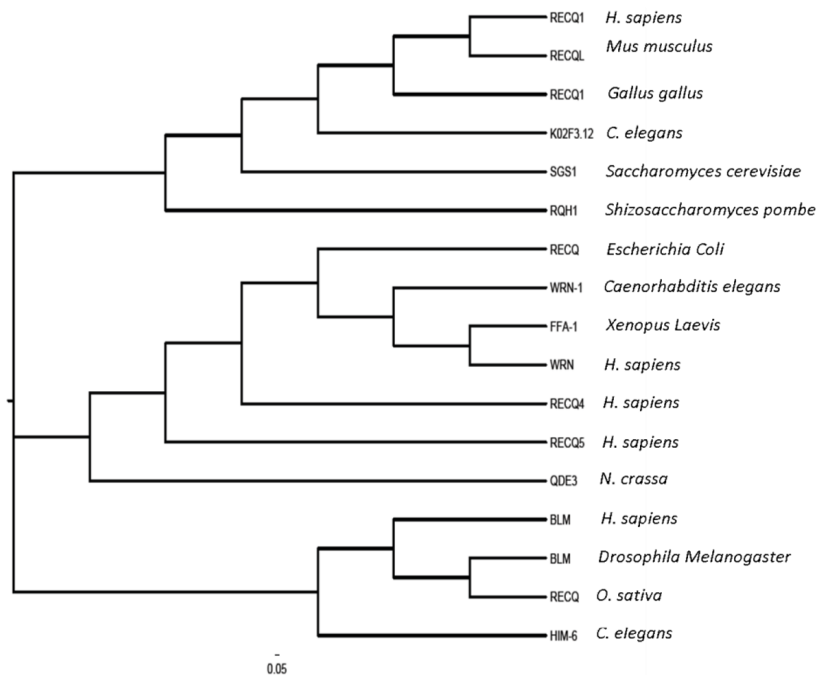 RECQ1 H. sapiens
RECQL Mus musculus
RECQ1 Gallus gallus
K02F3.12 C. elegans
SGS1 Saccharomyces cerevisiae
RQH1 Shizosaccharomyces pombe
RECQ Escherichia Coli
WRN-1 Caenorhabditis elegans
FFA-1 Xenopus Laevis
WRN H. sapiens
RECQ4 H. sapiens
RECQ5 H. sapiens
QDE3 N. crassa
BLM H. sapiens
BLM Drosophila Melanogaster
RECQ O. sativa
HIM-6 C. elegans
0.05